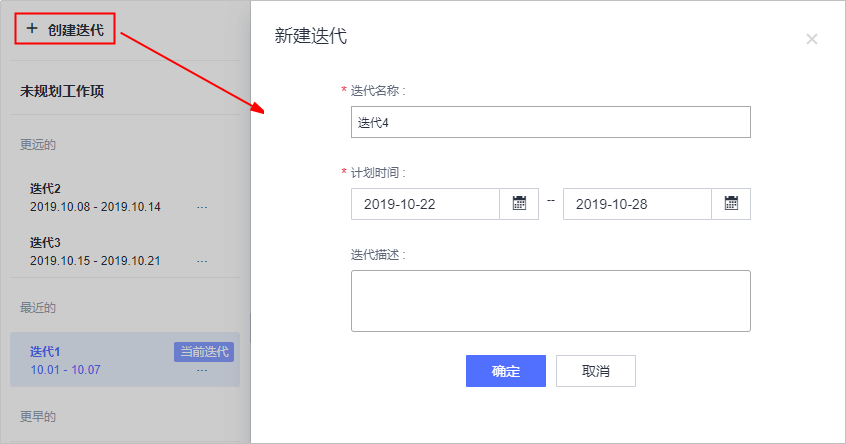 + 创建迭代
未规划工作项
更远的
迭代2
2019.10.08 - 2019.10.14 ...
迭代3
2019.10.15 - 2019.10.21 ...
最近的
迭代1 当前迭代
10.01 - 10.07 ...
更早的
新建迭代
* 迭代名称 :
迭代4
* 计划时间 :
2019-10-22 -- 2019-10-28
迭代描述 :
确定 取消